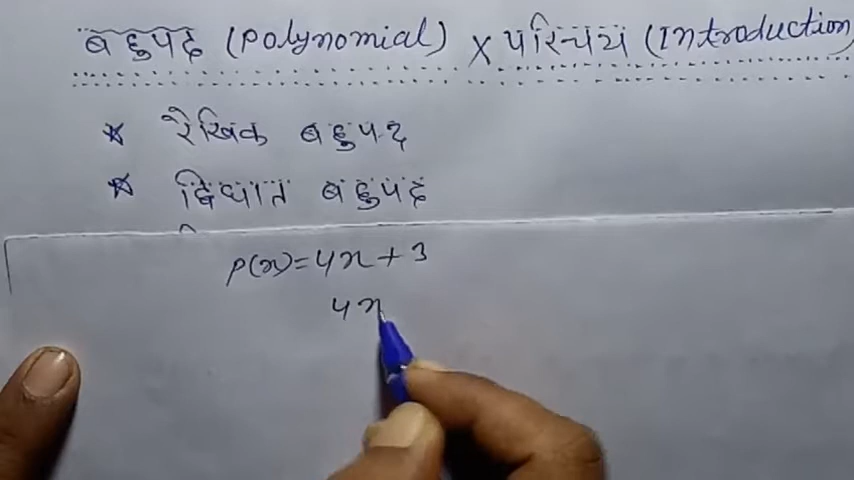 बहुपद (Polynomial) x परिचय (Introduction)
* रैखिक बहुपद
* द्विघात बहुपद
p(x)=4x+3
4x